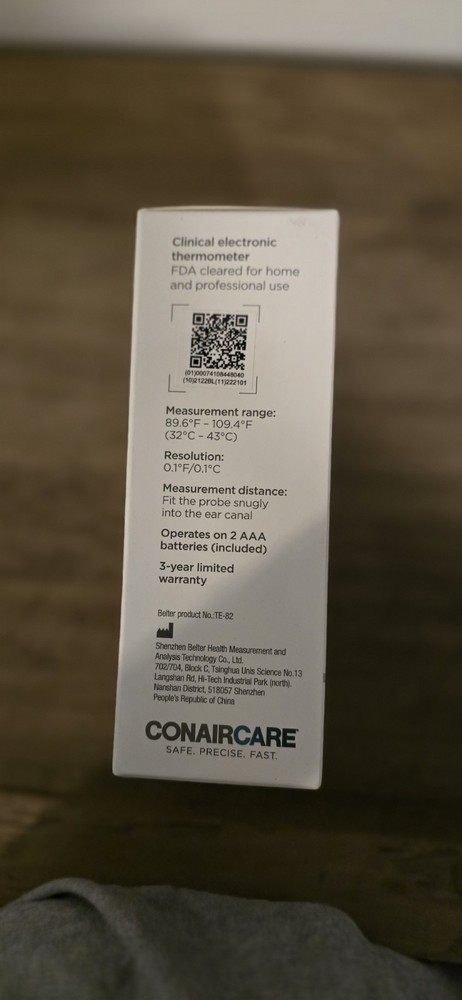 Clinical electronic
thermometer
FDA cleared for home
and professional use
(01)00074108448040
(10)2122BL(11)222101
Measurement range:
89.6°F – 109.4°F
(32°C – 43°C)
Resolution:
0.1°F/0.1°C
Measurement distance:
Fit the probe snugly
into the ear canal
Operates on 2 AAA
batteries (included)
3-year limited
warranty
Belter product No.:TE-82
Shenzhen Belter Health Measurement and
Analysis Technology Co., Ltd.
702/704, Block C, Tsinghua Unis Science No.13
Langshan Rd, Hi-Tech Industrial Park (north).
Nanshan District, 518057 Shenzhen
People's Republic of China
CONAIRCARE
SAFE. PRECISE. FAST.